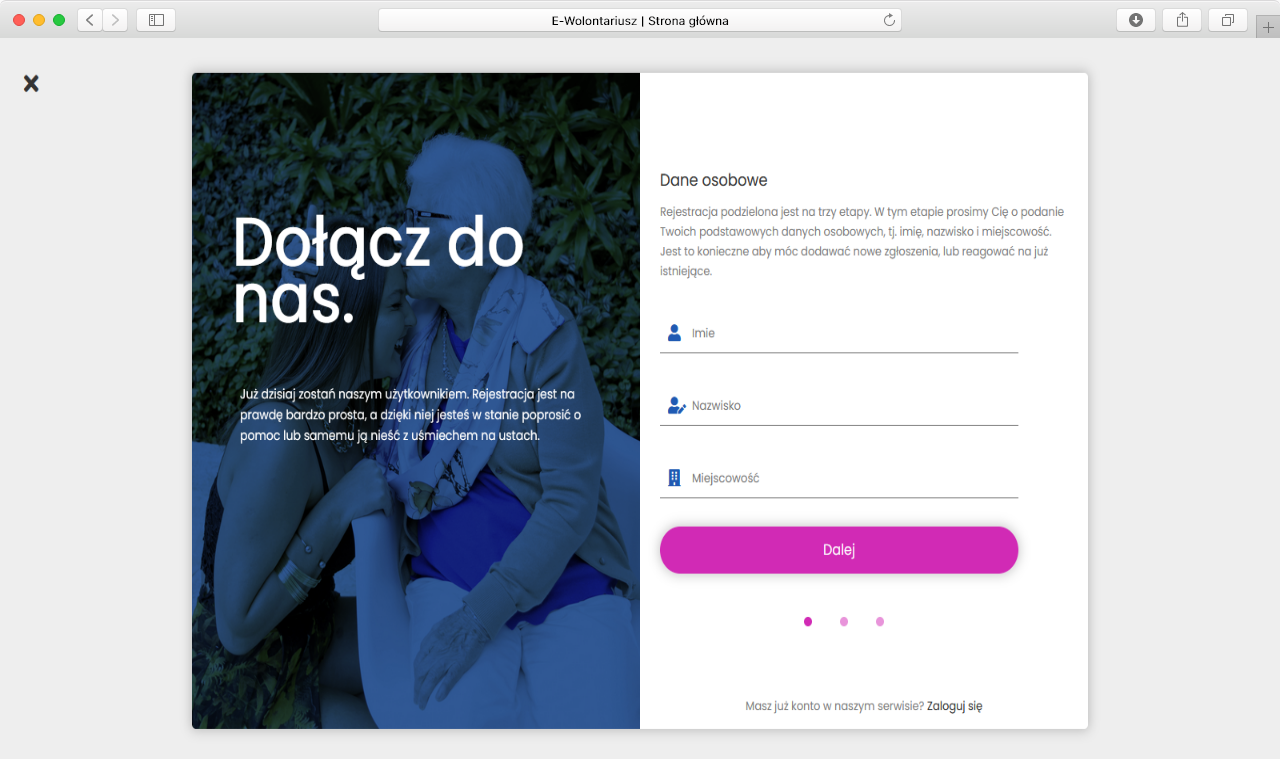 E-Wolontariusz | Strona główna
Dołącz do
nas.
Już dzisiaj zostań naszym użytkownikiem. Rejestracja jest na
prawdę bardzo prosta, a dzięki niej jesteś w stanie poprosić o
pomoc lub samemu ją nieść z uśmiechem na ustach.
Dane osobowe
Rejestracja podzielona jest na trzy etapy. W tym etapie prosimy Cię o podanie
Twoich podstawowych danych osobowych, tj. imię, nazwisko i miejscowość.
Jest to konieczne aby móc dodawać nowe zgłoszenia, lub reagować na już
istniejące.
Imie
Nazwisko
Miejscowość
Dalej
Masz już konto w naszym serwisie? Zaloguj się